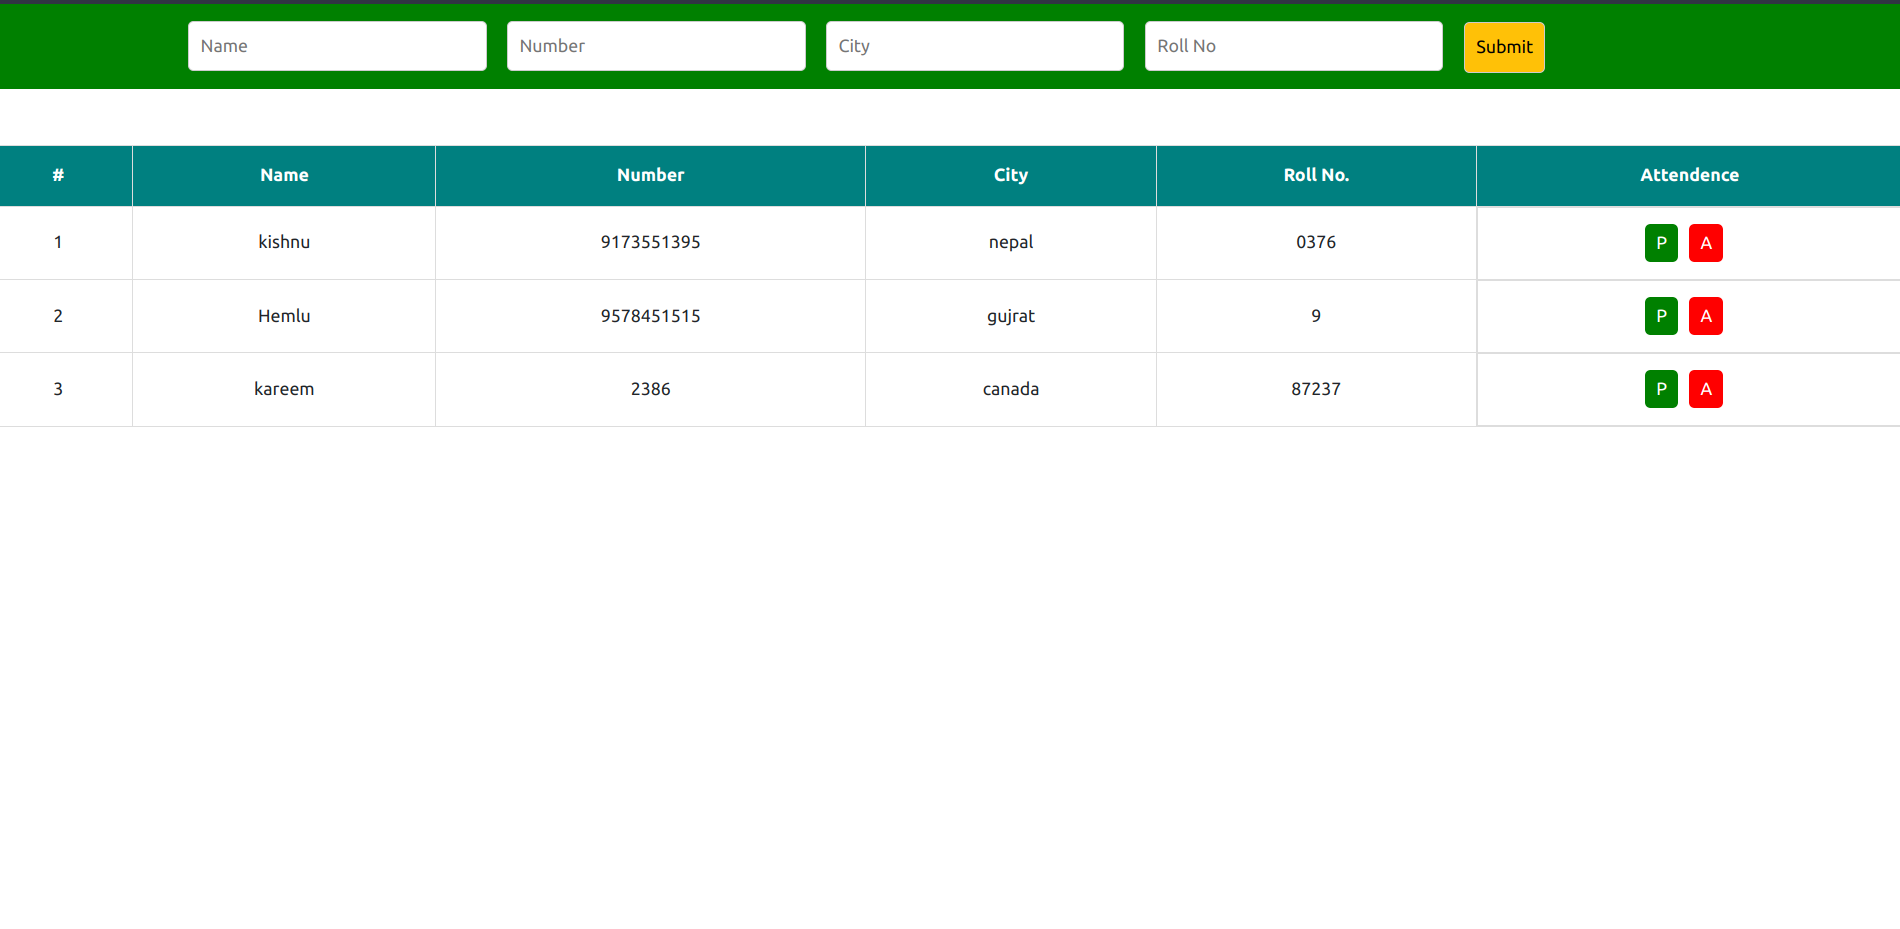 Name Number City Roll No Submit
# Name Number City Roll No. Attendence
1 kishnu 9173551395 nepal 0376 P A
2 Hemlu 9578451515 gujrat 9 P A
3 kareem 2386 canada 87237 P A